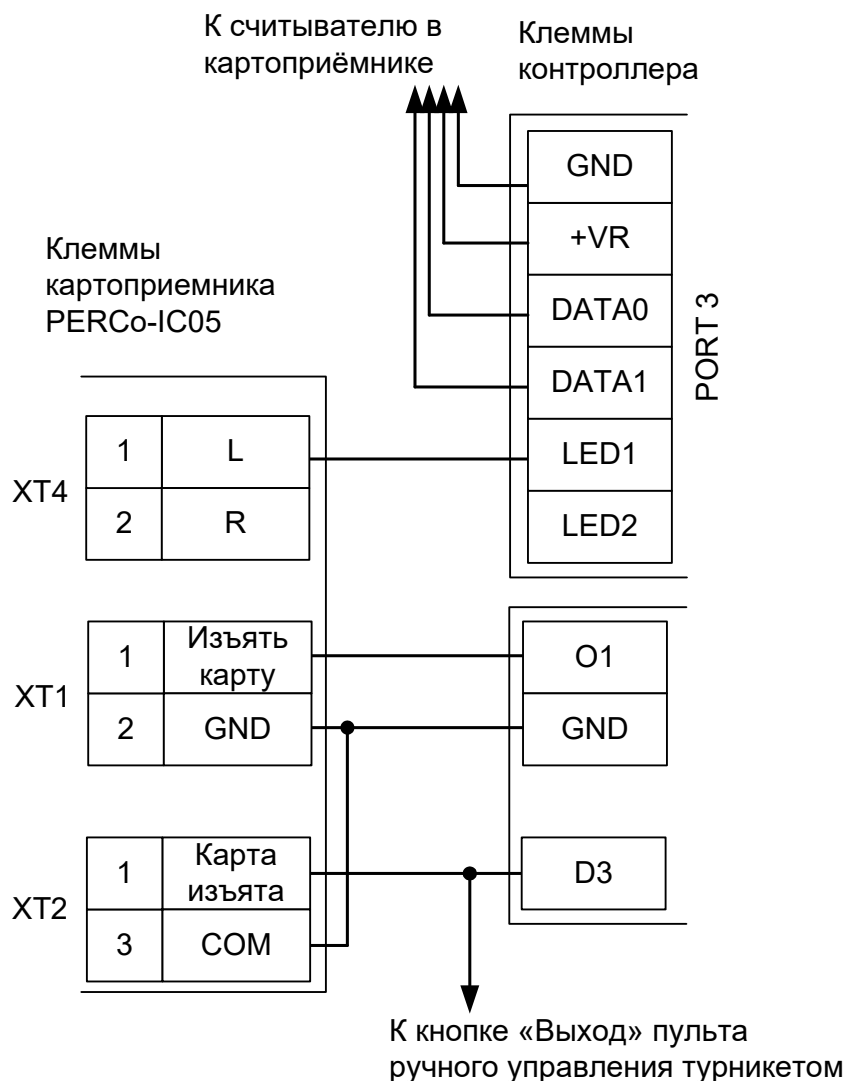 К считывателю в
картоприёмнике
Клеммы
контроллера
GND
+VR
DATA0
DATA1
LED1
LED2
PORT 3
Клеммы
картоприемника
PERCo-IC05
XT4
1
L
2
R
XT1
1
Изъять
карту
2
GND
O1
GND
XT2
1
Карта
изъята
3
COM
D3
К кнопке «Выход» пульта
ручного управления турникетом